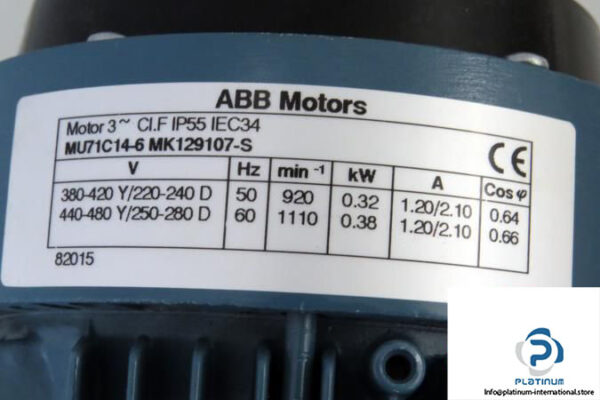 ABB Motors
Motor 3~ Cl.F IP55 IEC34
MU71C14-6 MK129107-S
CE
V Hz min -1 kW A Cos φ
380-420 Y/220-240 D 50 920 0.32 1.20/2.10 0.64
440-480 Y/250-280 D 60 1110 0.38 1.20/2.10 0.66
82015
PLATINUM
www.platinum-international.store